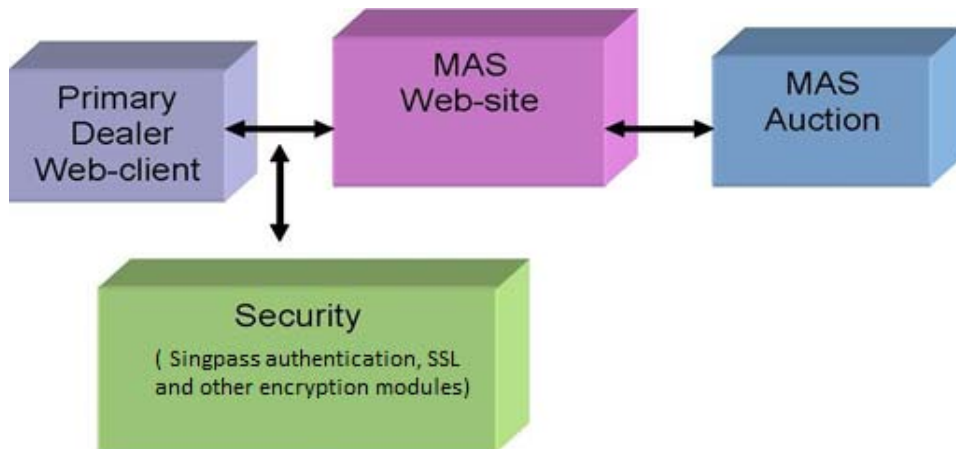 Primary
Dealer
Web-client
MAS
Web-site
MAS
Auction
Security
( Singpass authentication, SSL
and other encryption modules)